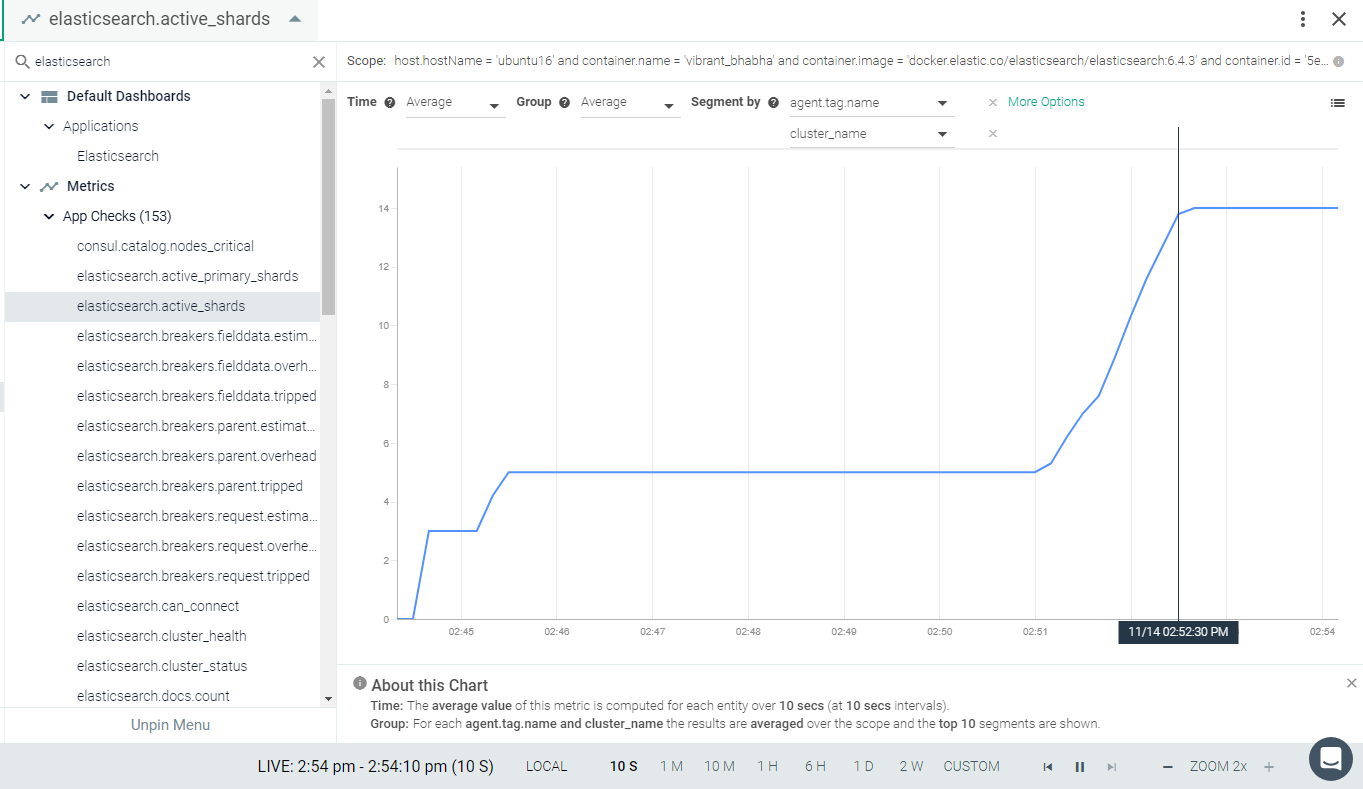 elasticsearch.active_shards
elasticsearch
Default Dashboards
Applications
Elasticsearch
Metrics
App Checks (153)
consul.catalog.nodes_critical
elasticsearch.active_primary_shards
elasticsearch.active_shards
elasticsearch.breakers.fielddata.estim...
elasticsearch.breakers.fielddata.overh...
elasticsearch.breakers.fielddata.tripped
elasticsearch.breakers.parent.estimat...
elasticsearch.breakers.parent.overhead
elasticsearch.breakers.parent.tripped
elasticsearch.breakers.request.estima...
elasticsearch.breakers.request.overhe...
elasticsearch.breakers.request.tripped
elasticsearch.can_connect
elasticsearch.cluster_health
elasticsearch.cluster_status
elasticsearch.docs.count
Unpin Menu
Scope: host.hostName = 'ubuntu16' and container.name = 'vibrant_bhabha' and container.image = 'docker.elastic.co/elasticsearch/elasticsearch:6.4.3' and container.id = '5e...
Time Average Group Average Segment by agent.tag.name More Options
cluster_name
14
12
10
8
6
4
2
0
02:45 02:46 02:47 02:48 02:49 02:50 02:51 11/14 02:52:30 PM 02:54
About this Chart
Time: The average value of this metric is computed for each entity over 10 secs (at 10 secs intervals).
Group: For each agent.tag.name and cluster_name the results are averaged over the scope and the top 10 segments are shown.
LIVE: 2:54 pm - 2:54:10 pm (10 S) LOCAL 10 S 1 M 10 M 1 H 6 H 1 D 2 W CUSTOM ZOOM 2x